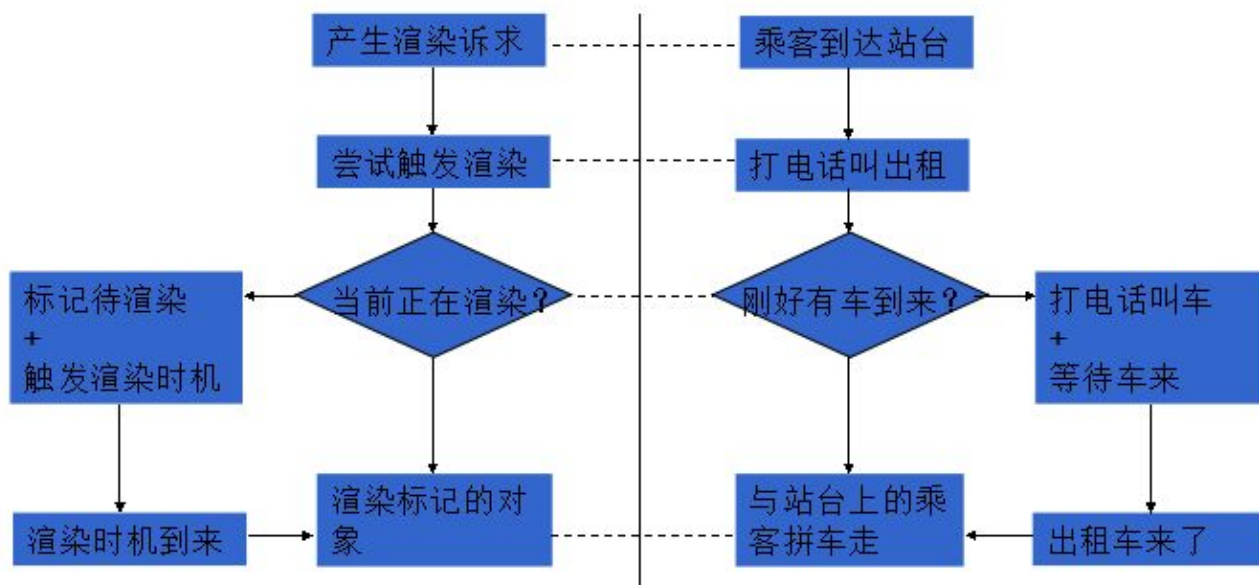 产生渲染诉求
乘客到达站台
尝试触发渲染
打电话叫出租
当前正在渲染？
刚好有车到来？
标记待渲染
+
触发渲染时机
打电话叫车
+
等待车来
渲染标记的对
象
与站台上的乘
客拼车走
渲染时机到来
出租车来了